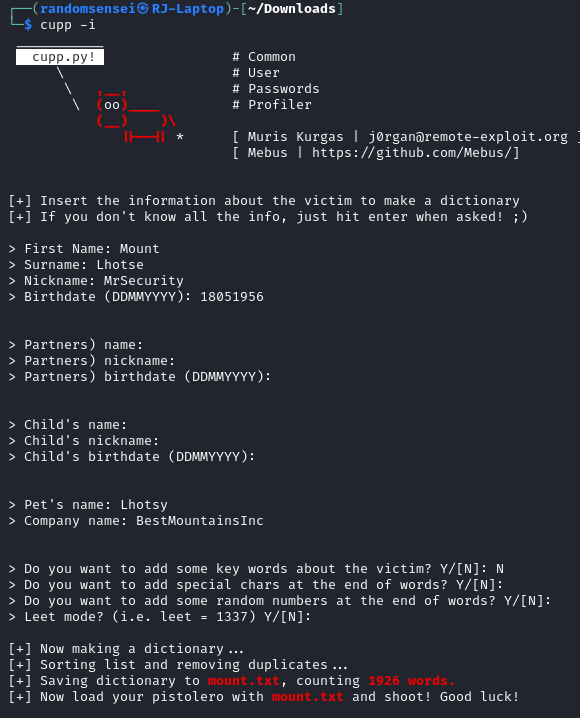 ┌──(randomsensei㉿RJ-Laptop)-[~/Downloads]
└─$ cupp -i
 ___________
   cupp.py!                 # Common
      \                     # User
       \   ,__,             # Passwords
        \  (oo)____         # Profiler
           (__)    )\
              ||--|| *      [ Muris Kurgas | j0rgan@remote-exploit.org ]
                            [ Mebus | https://github.com/Mebus/]
[+] Insert the information about the victim to make a dictionary
[+] If you don't know all the info, just hit enter when asked! ;)
> First Name: Mount
> Surname: Lhotse
> Nickname: MrSecurity
> Birthdate (DDMMYYYY): 18051956
> Partners) name:
> Partners) nickname:
> Partners) birthdate (DDMMYYYY):
> Child's name:
> Child's nickname:
> Child's birthdate (DDMMYYYY):
> Pet's name: Lhotsy
> Company name: BestMountainsInc
> Do you want to add some key words about the victim? Y/[N]: N
> Do you want to add special chars at the end of words? Y/[N]:
> Do you want to add some random numbers at the end of words? Y/[N]:
> Leet mode? (i.e. leet = 1337) Y/[N]:
[+] Now making a dictionary...
[+] Sorting list and removing duplicates...
[+] Saving dictionary to mount.txt, counting 1926 words.
[+] Now load your pistolero with mount.txt and shoot! Good luck!